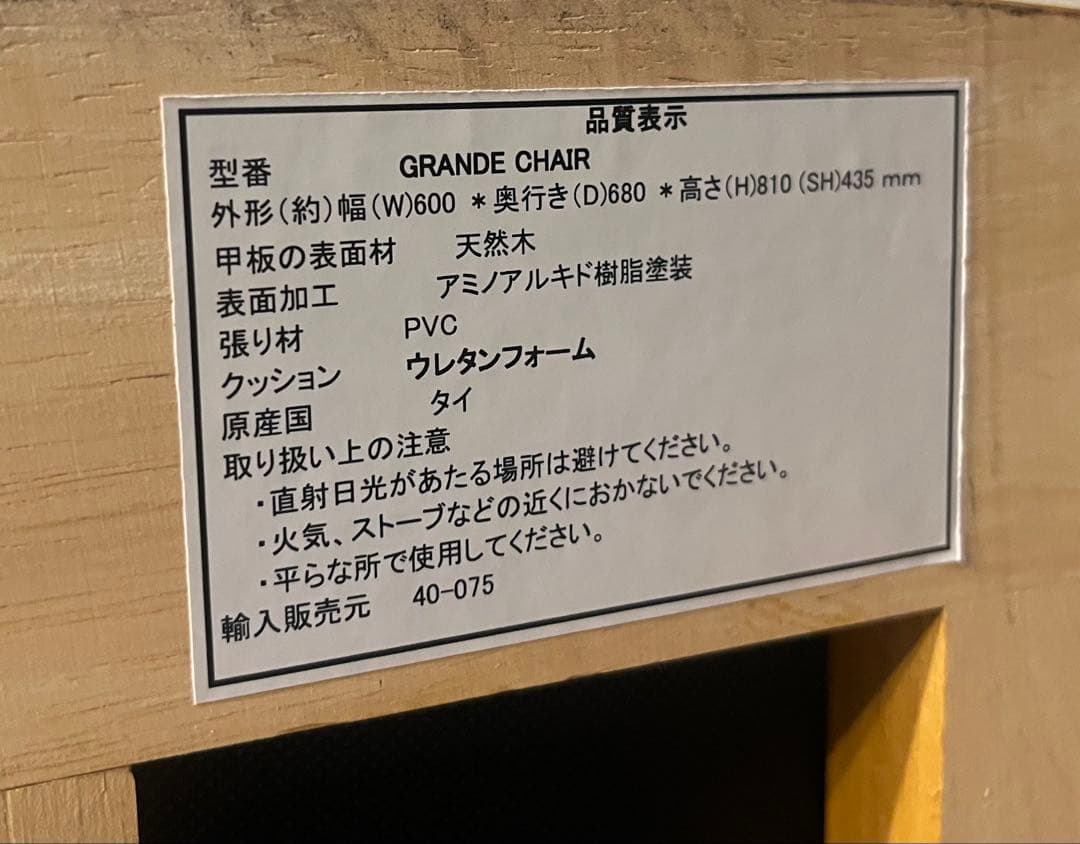 品質表示
型番 GRANDE CHAIR
外形(約)幅(W)600 *奥行き(D)680 *高さ(H)810(SH)435 mm
甲板の表面材 天然木
表面加工 アミノアルキド樹脂塗装
張り材 PVC
クッション ウレタンフォーム
原産国 タイ
取り扱い上の注意
・直射日光があたる場所は避けてください。
・火気、ストーブなどの近くにおかないでください。
・平らな所で使用してください。
輸入販売元 40-075